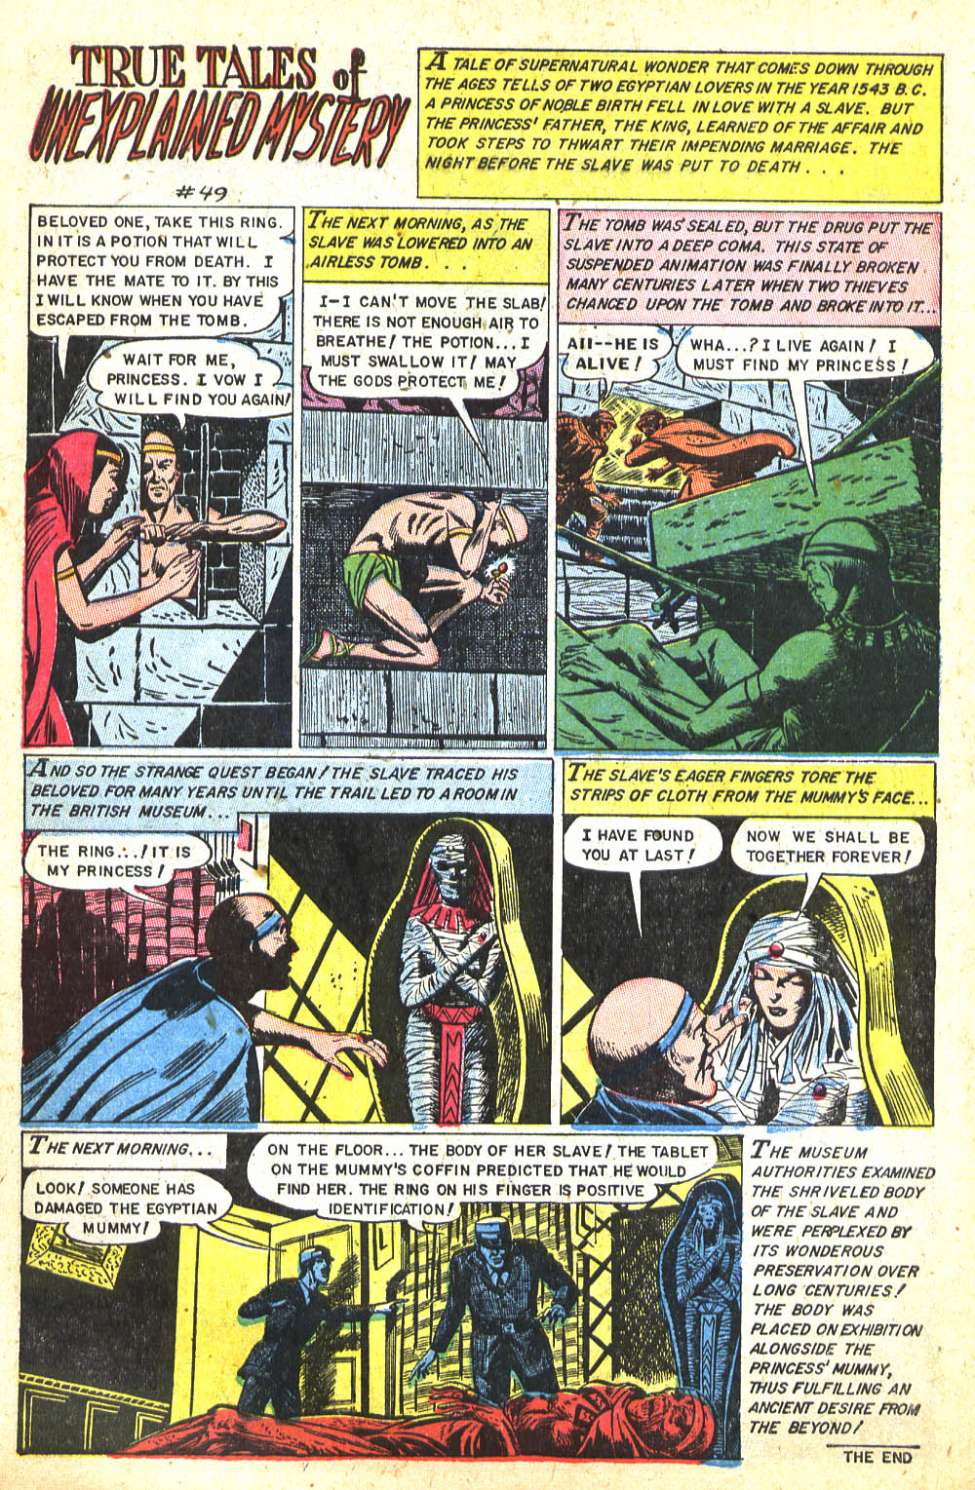 TRUE TALES of
UNEXPLAINED MYSTERY
#49
A TALE OF SUPERNATURAL WONDER THAT COMES DOWN THROUGH
THE AGES TELLS OF TWO EGYPTIAN LOVERS IN THE YEAR 1543 B.C.
A PRINCESS OF NOBLE BIRTH FELL IN LOVE WITH A SLAVE. BUT
THE PRINCESS' FATHER, THE KING, LEARNED OF THE AFFAIR AND
TOOK STEPS TO THWART THEIR IMPENDING MARRIAGE. THE
NIGHT BEFORE THE SLAVE WAS PUT TO DEATH . . .
BELOVED ONE, TAKE THIS RING.
IN IT IS A POTION THAT WILL
PROTECT YOU FROM DEATH. I
HAVE THE MATE TO IT. BY THIS
I WILL KNOW WHEN YOU HAVE
ESCAPED FROM THE TOMB.
WAIT FOR ME,
PRINCESS. I VOW I
WILL FIND YOU AGAIN!
THE NEXT MORNING, AS THE
SLAVE WAS LOWERED INTO AN
AIRLESS TOMB . . .
I-I CAN'T MOVE THE SLAB!
THERE IS NOT ENOUGH AIR TO
BREATHE! THE POTION... I
MUST SWALLOW IT! MAY
THE GODS PROTECT ME!
THE TOMB WAS SEALED, BUT THE DRUG PUT THE
SLAVE INTO A DEEP COMA. THIS STATE OF
SUSPENDED ANIMATION WAS FINALLY BROKEN
MANY CENTURIES LATER WHEN TWO THIEVES
CHANCED UPON THE TOMB AND BROKE INTO IT...
AII--HE IS
ALIVE!
WHA...? I LIVE AGAIN! I
MUST FIND MY PRINCESS!
AND SO THE STRANGE QUEST BEGAN! THE SLAVE TRACED HIS
BELOVED FOR MANY YEARS UNTIL THE TRAIL LED TO A ROOM IN
THE BRITISH MUSEUM...
THE RING...! IT IS
MY PRINCESS!
THE SLAVE'S EAGER FINGERS TORE THE
STRIPS OF CLOTH FROM THE MUMMY'S FACE...
I HAVE FOUND
YOU AT LAST!
NOW WE SHALL BE
TOGETHER FOREVER!
THE NEXT MORNING...
LOOK! SOMEONE HAS
DAMAGED THE EGYPTIAN
MUMMY!
ON THE FLOOR... THE BODY OF HER SLAVE! THE TABLET
ON THE MUMMY'S COFFIN PREDICTED THAT HE WOULD
FIND HER. THE RING ON HIS FINGER IS POSITIVE
IDENTIFICATION!
THE MUSEUM
AUTHORITIES EXAMINED
THE SHRIVELED BODY
OF THE SLAVE AND
WERE PERPLEXED BY
ITS WONDEROUS
PRESERVATION OVER
LONG CENTURIES!
THE BODY WAS
PLACED ON EXHIBITION
ALONGSIDE THE
PRINCESS' MUMMY,
THUS FULFILLING AN
ANCIENT DESIRE FROM
THE BEYOND!
THE END